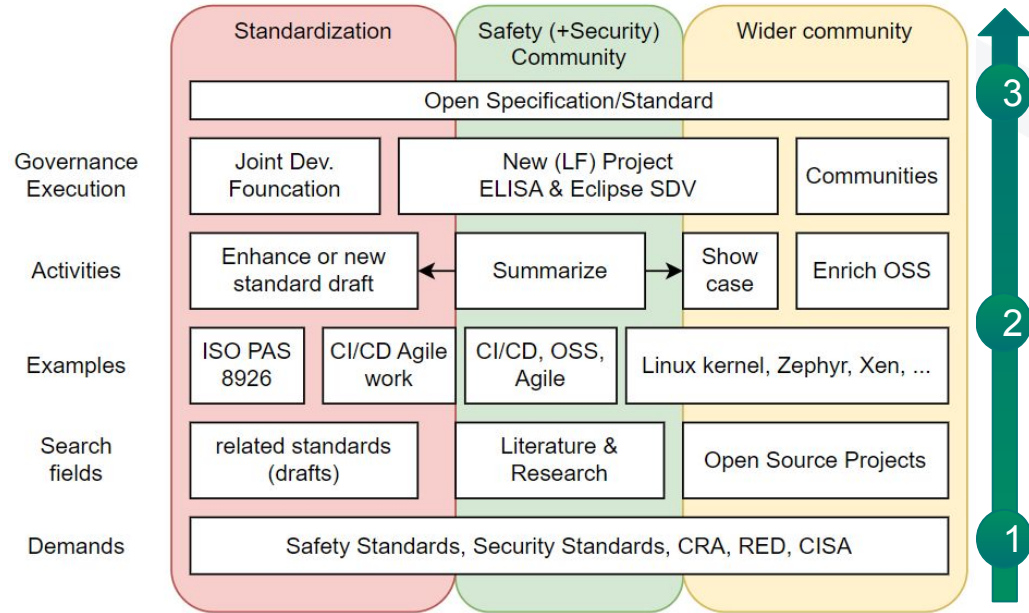 Standardization
Safety (+Security)
Community
Wider community
3
Open Specification/Standard
Governance
Execution
Joint Dev.
Founcation
New (LF) Project
ELISA & Eclipse SDV
Communities
Activities
Enhance or new
standard draft
Summarize
Show
case
Enrich OSS
2
Examples
ISO PAS
8926
CI/CD Agile
work
CI/CD, OSS,
Agile
Linux kernel, Zephyr, Xen, ...
Search
fields
related standards
(drafts)
Literature &
Research
Open Source Projects
Demands
Safety Standards, Security Standards, CRA, RED, CISA
1